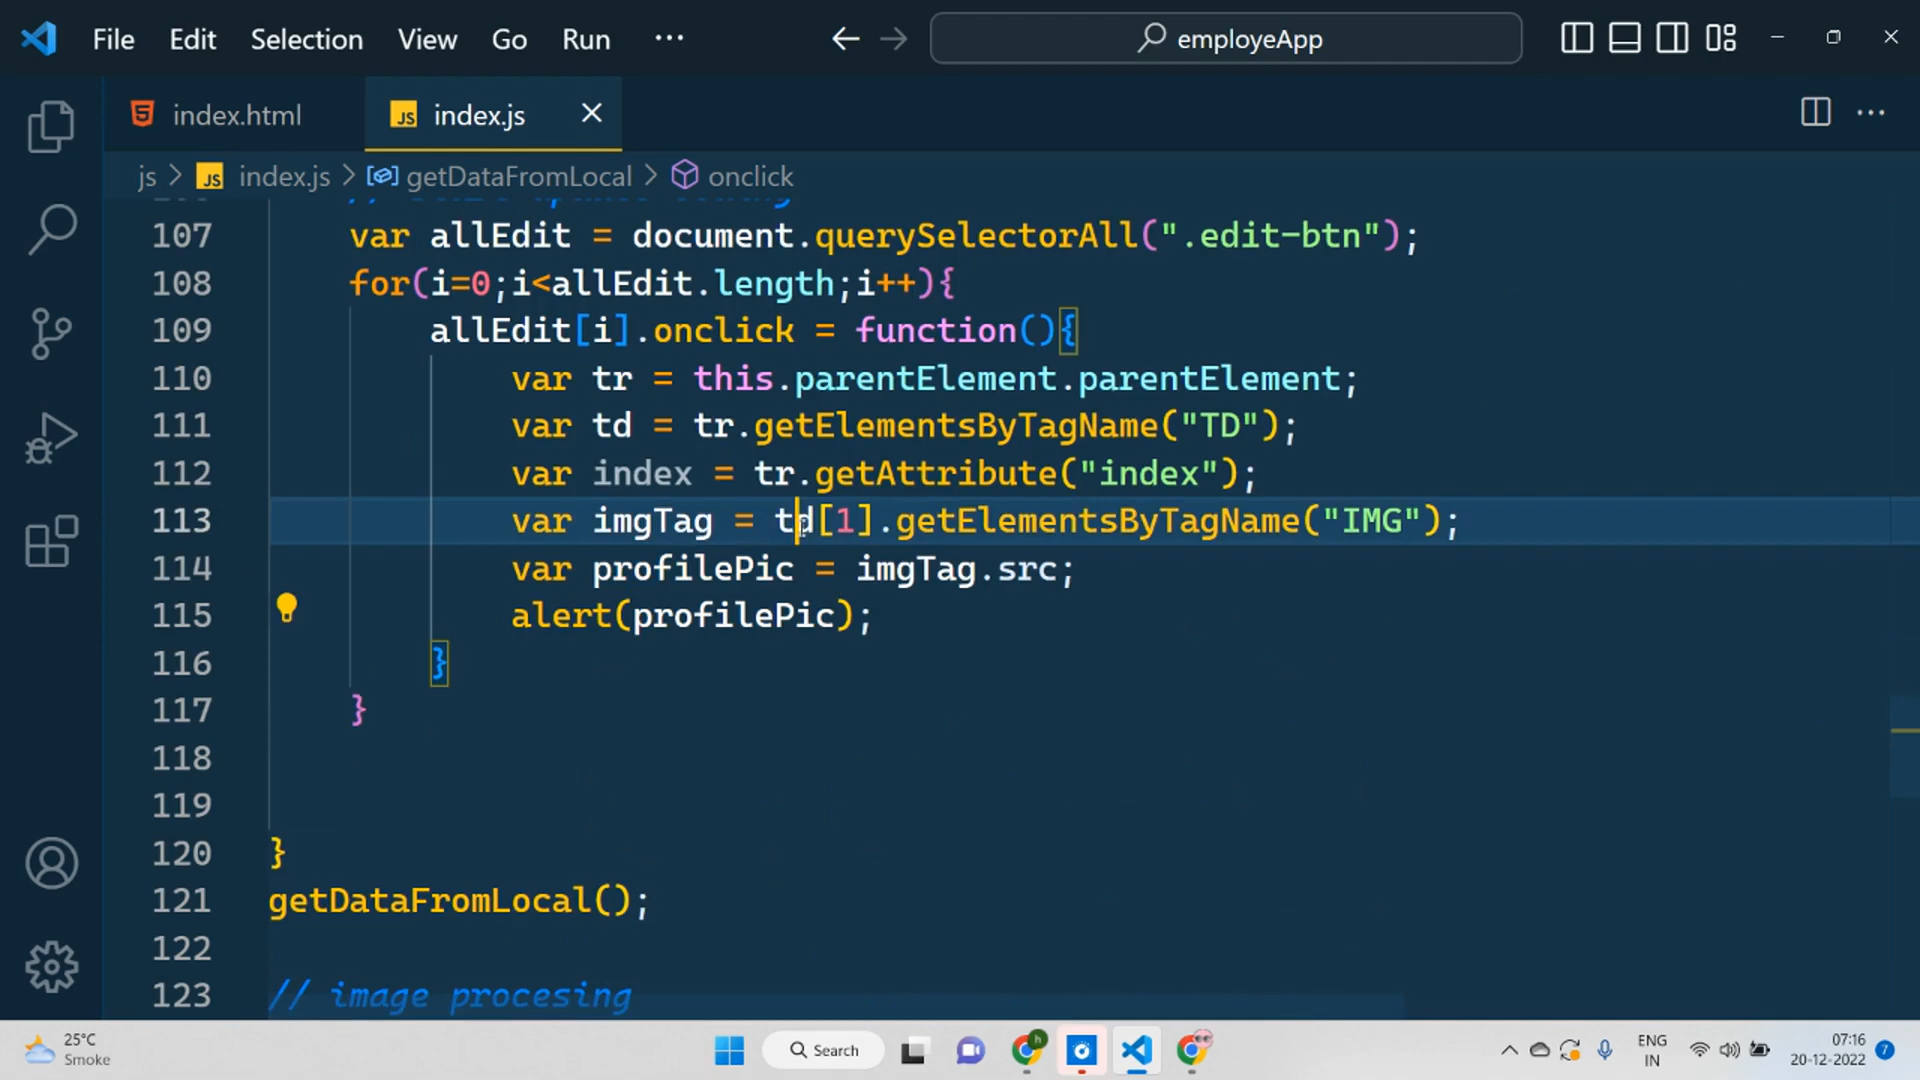 File Edit Selection View Go Run ··· employeApp
index.html JS index.js
js > JS index.js > getDataFromLocal > onclick
107 var allEdit = document.querySelectorAll(".edit-btn");
108 for(i=0;i<allEdit.length;i++){
109 allEdit[i].onclick = function(){
110 var tr = this.parentElement.parentElement;
111 var td = tr.getElementsByTagName("TD");
112 var index = tr.getAttribute("index");
113 var imgTag = td[1].getElementsByTagName("IMG");
114 var profilePic = imgTag.src;
115 alert(profilePic);
116 }
117 }
118
119
120 }
121 getDataFromLocal();
122
123 // image procesing
25°C
Smoke
Search
ENG
IN
07:16
20-12-2022
7